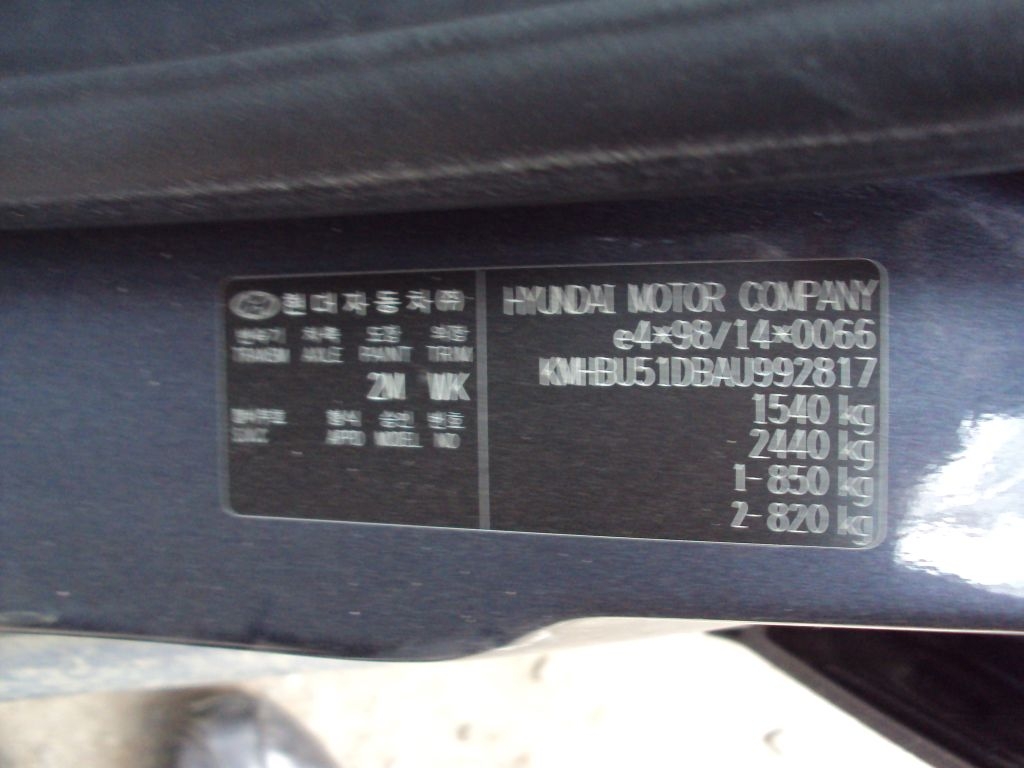 현대자동차㈜
변속기 차축 도장 의장
TRANSM AXLE PAINT TRIM
2M WK
형식 승인 번호
APPD MODEL NO
HYUNDAI MOTOR COMPANY
e4*98/14*0066
KMHBU51DBAU992817
1540 kg
2440 kg
1- 850 kg
2- 820 kg